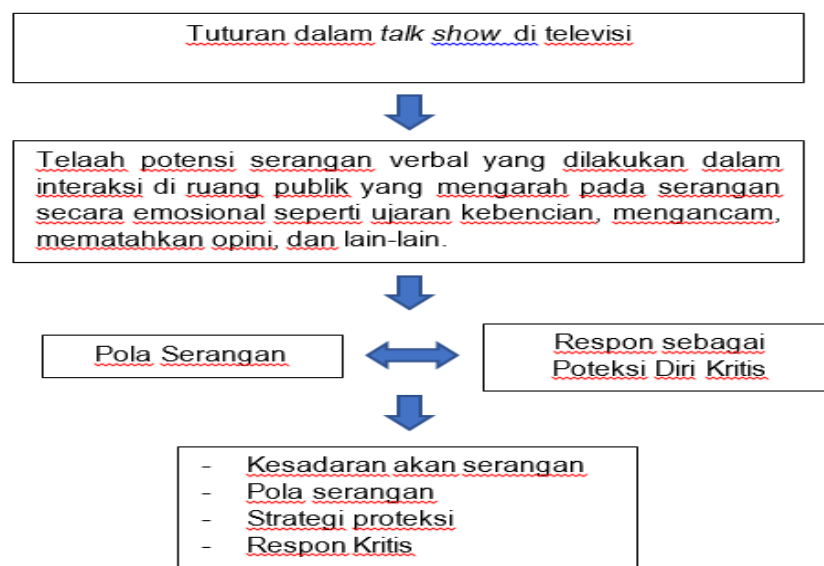 Tuturan dalam talk show di televisi
Telaah potensi serangan verbal yang dilakukan dalam
interaksi di ruang publik yang mengarah pada serangan
secara emosional seperti ujaran kebencian, mengancam,
mematahkan opini, dan lain-lain.
Pola Serangan
Respon sebagai
Poteksi Diri Kritis
- Kesadaran akan serangan
- Pola serangan
- Strategi proteksi
- Respon Kritis